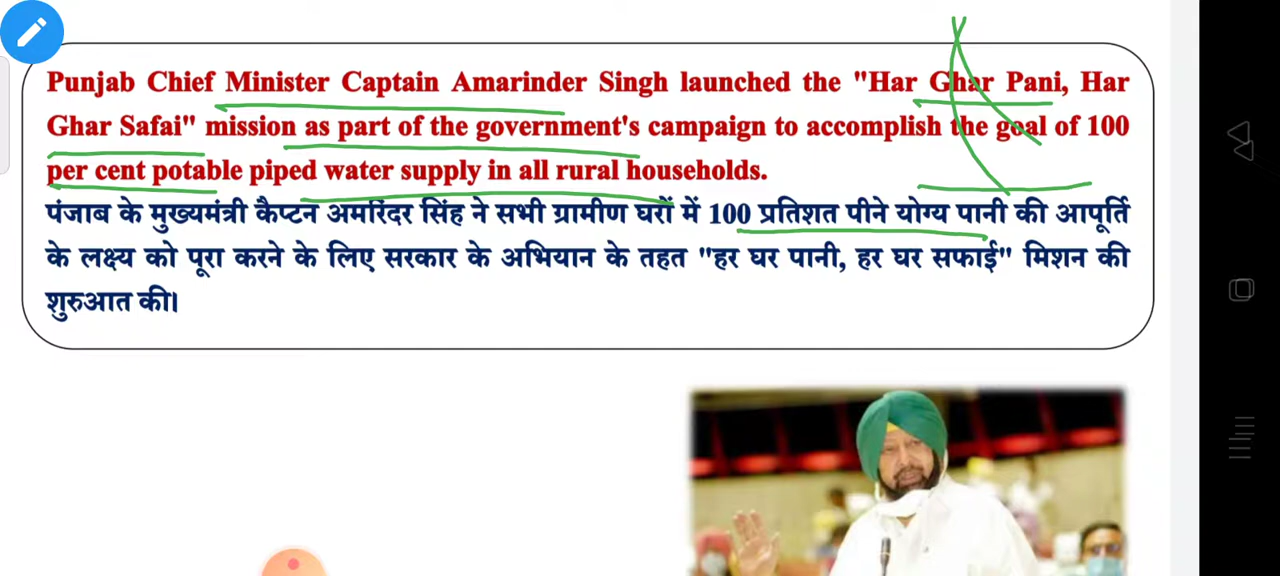 Punjab Chief Minister Captain Amarinder Singh launched the "Har Ghar Pani, Har
Ghar Safai" mission as part of the government's campaign to accomplish the goal of 100
per cent potable piped water supply in all rural households.
पंजाब के मुख्यमंत्री कैप्टन अमरिंदर सिंह ने सभी ग्रामीण घरों में 100 प्रतिशत पीने योग्य पानी की आपूर्ति
के लक्ष्य को पूरा करने के लिए सरकार के अभियान के तहत "हर घर पानी, हर घर सफाई" मिशन की
शुरुआत की।